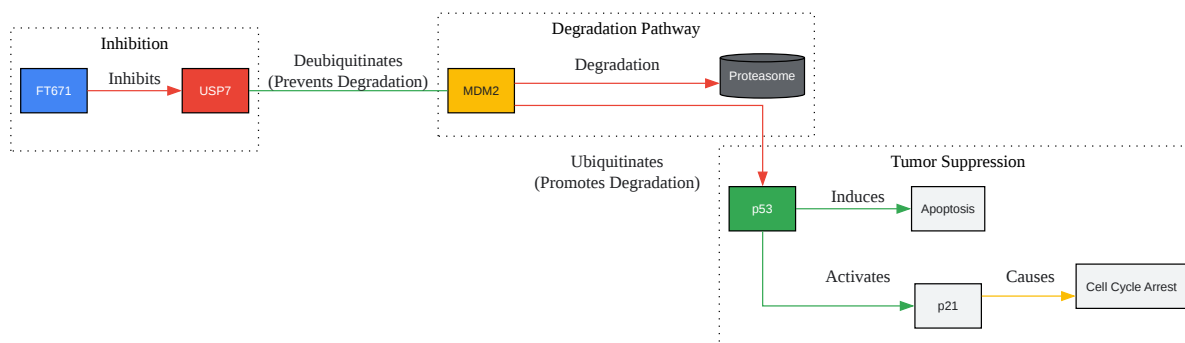 Inhibition
FT671
Inhibits
USP7
Deubiquitinates
(Prevents Degradation)
Degradation Pathway
MDM2
Degradation
Proteasome
Ubiquitinates
(Promotes Degradation)
Tumor Suppression
p53
Induces
Apoptosis
Activates
p21
Causes
Cell Cycle Arrest